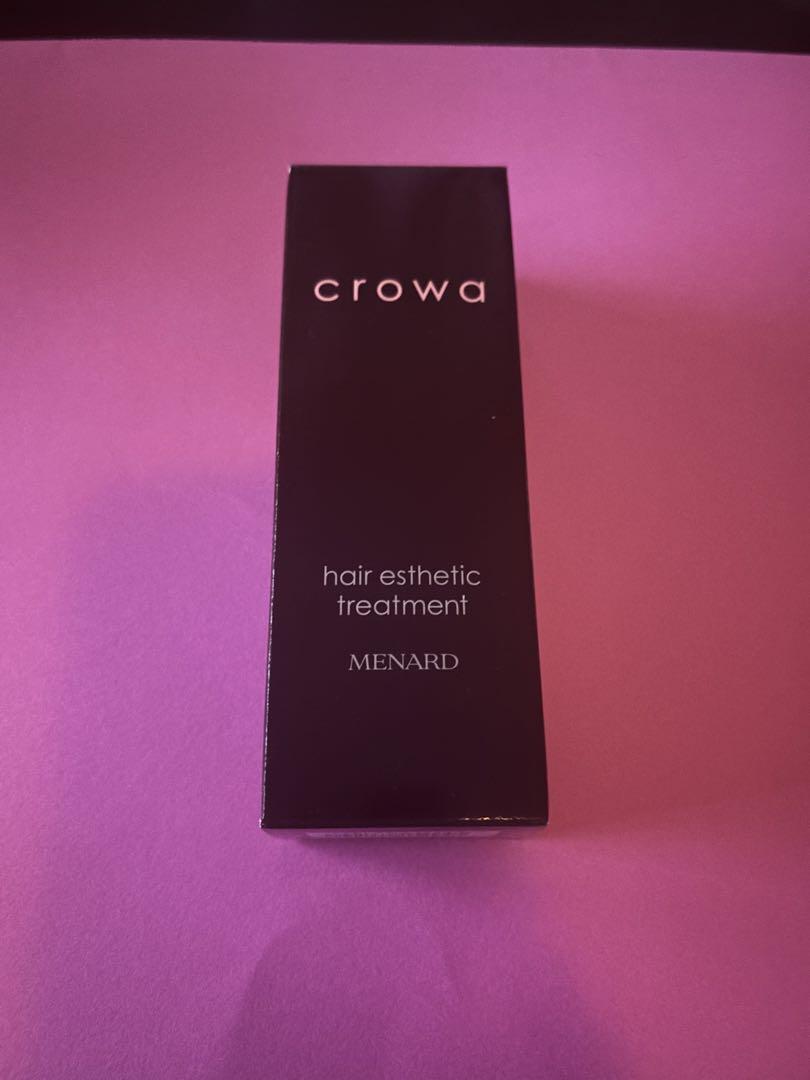 crowa
hair esthetic
treatment
MENARD